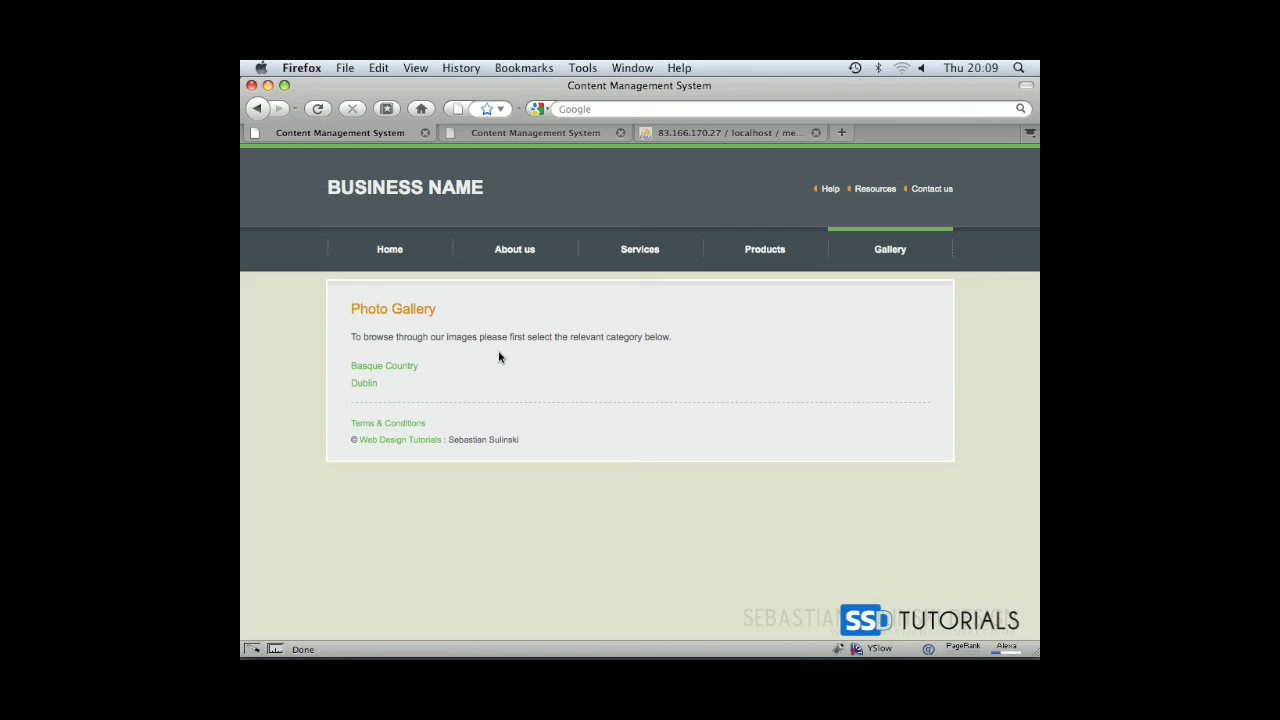 Firefox File Edit View History Bookmarks Tools Window Help Thu 20:09
Content Management System
Google
Content Management System Content Management System 83.166.170.27 / localhost / me...
BUSINESS NAME
Help Resources Contact us
Home About us Services Products Gallery
Photo Gallery
To browse through our images please first select the relevant category below.
Basque Country
Dublin
Terms & Conditions
© Web Design Tutorials : Sebastian Sulinski
SSD TUTORIALS
Done YSlow PageRank Alexa